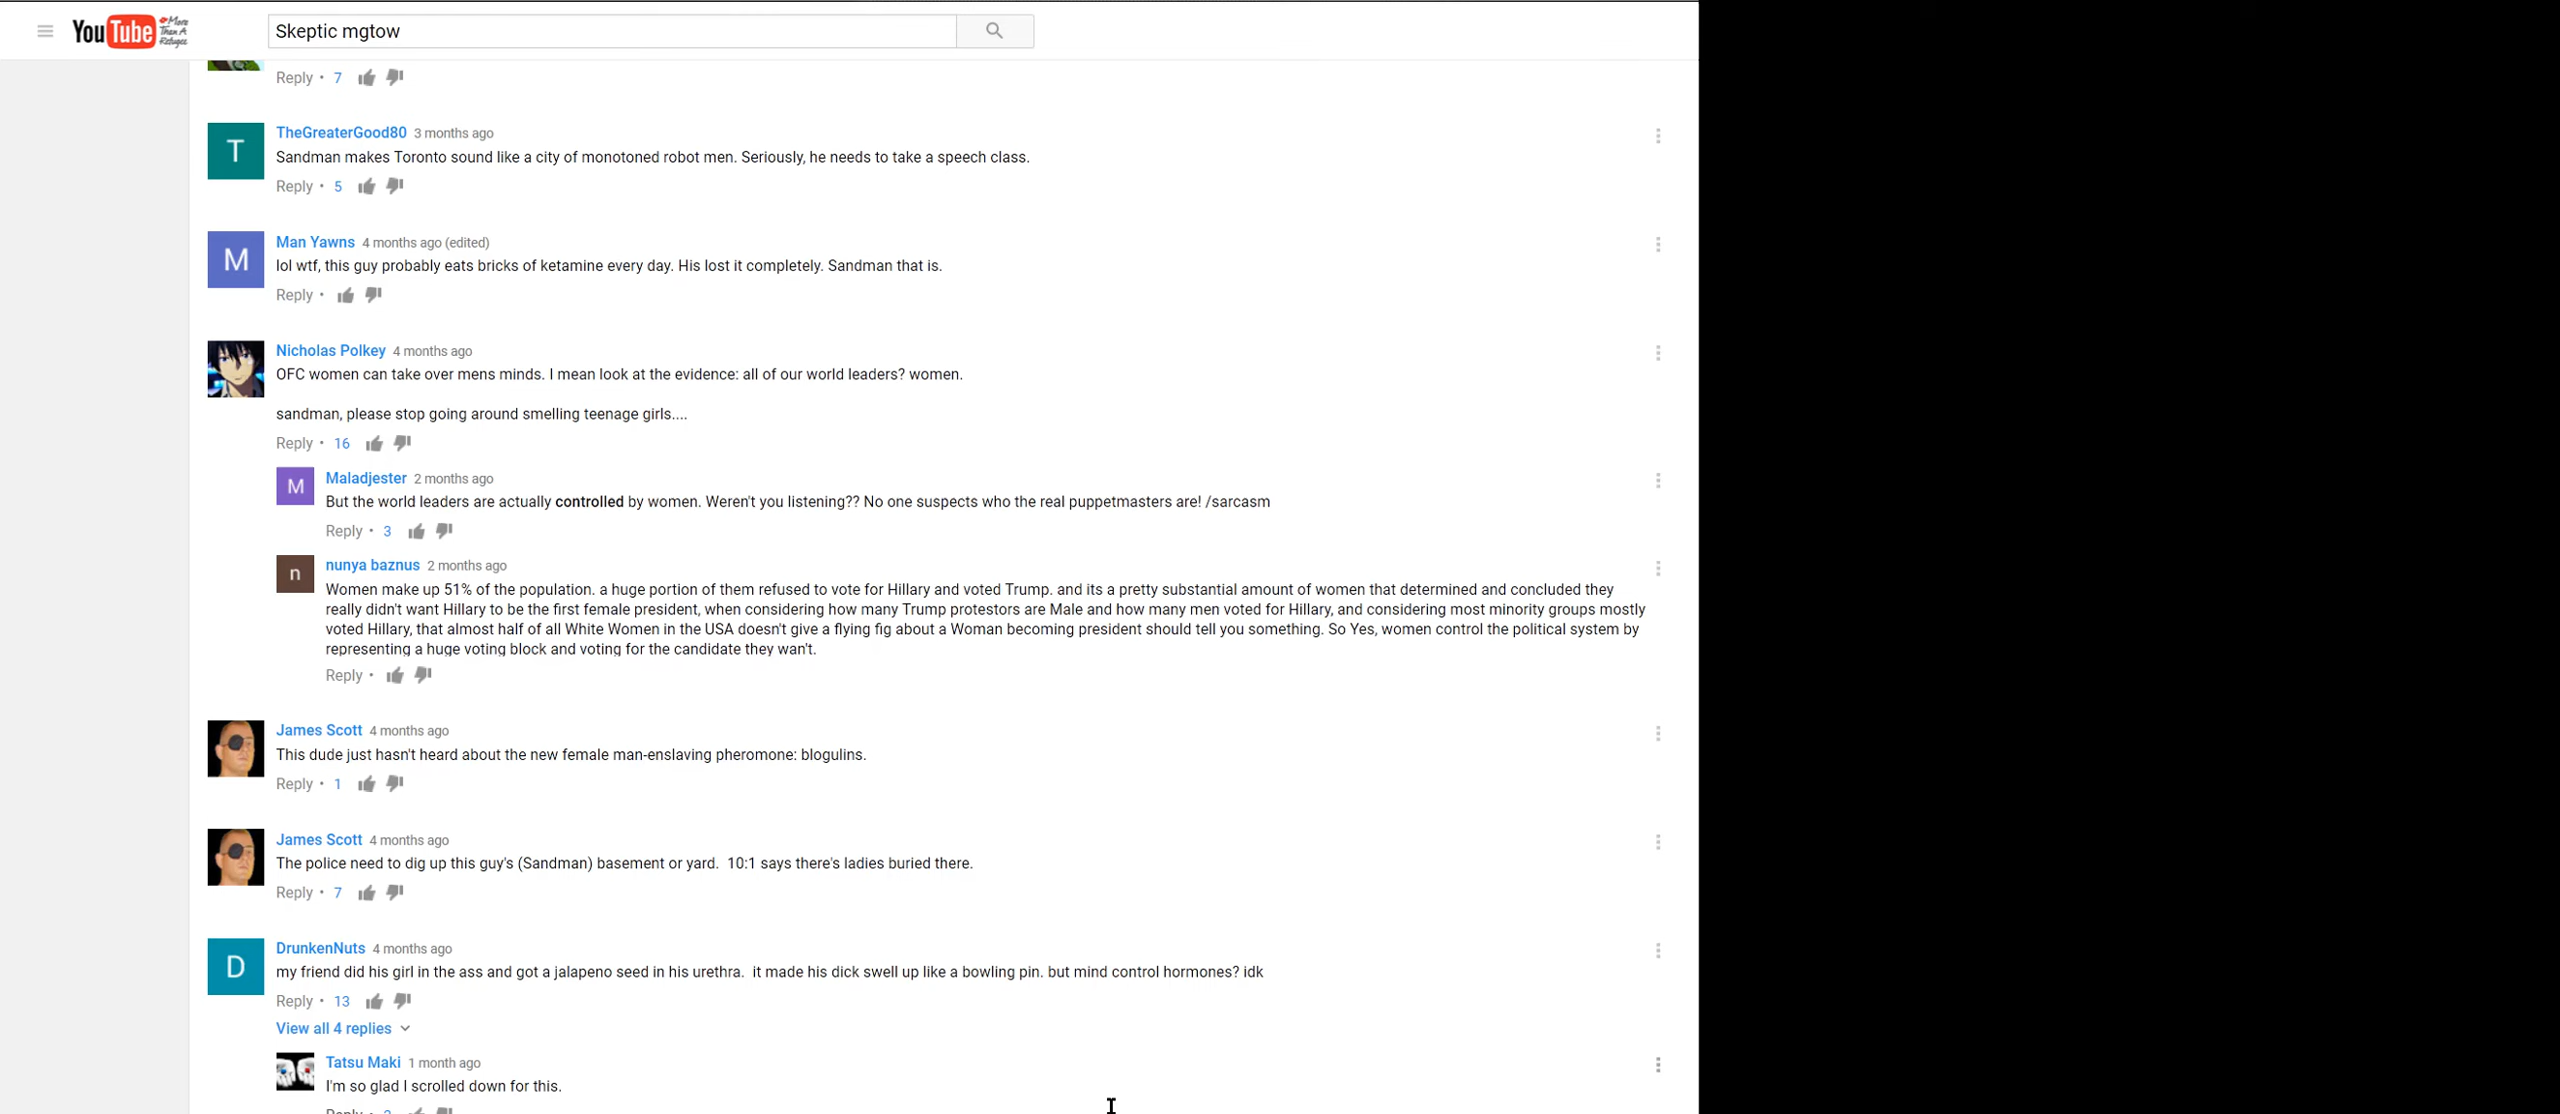 YouTube More Than A Refugee
Skeptic mgtow
Reply • 7
T
TheGreaterGood80 3 months ago
Sandman makes Toronto sound like a city of monotoned robot men. Seriously, he needs to take a speech class.
Reply • 5
M
Man Yawns 4 months ago (edited)
lol wtf, this guy probably eats bricks of ketamine every day. His lost it completely. Sandman that is.
Reply •
Nicholas Polkey 4 months ago
OFC women can take over mens minds. I mean look at the evidence: all of our world leaders? women.
sandman, please stop going around smelling teenage girls....
Reply • 16
M
Maladjester 2 months ago
But the world leaders are actually controlled by women. Weren't you listening?? No one suspects who the real puppetmasters are! /sarcasm
Reply • 3
n
nunya baznus 2 months ago
Women make up 51% of the population. a huge portion of them refused to vote for Hillary and voted Trump. and its a pretty substantial amount of women that determined and concluded they
really didn't want Hillary to be the first female president, when considering how many Trump protestors are Male and how many men voted for Hillary, and considering most minority groups mostly
voted Hillary, that almost half of all White Women in the USA doesn't give a flying fig about a Woman becoming president should tell you something. So Yes, women control the political system by
representing a huge voting block and voting for the candidate they wan't.
Reply •
James Scott 4 months ago
This dude just hasn't heard about the new female man-enslaving pheromone: blogulins.
Reply • 1
James Scott 4 months ago
The police need to dig up this guy's (Sandman) basement or yard.  10:1 says there's ladies buried there.
Reply • 7
D
DrunkenNuts 4 months ago
my friend did his girl in the ass and got a jalapeno seed in his urethra.  it made his dick swell up like a bowling pin. but mind control hormones? idk
Reply • 13
View all 4 replies
Tatsu Maki 1 month ago
I'm so glad I scrolled down for this.
Reply •